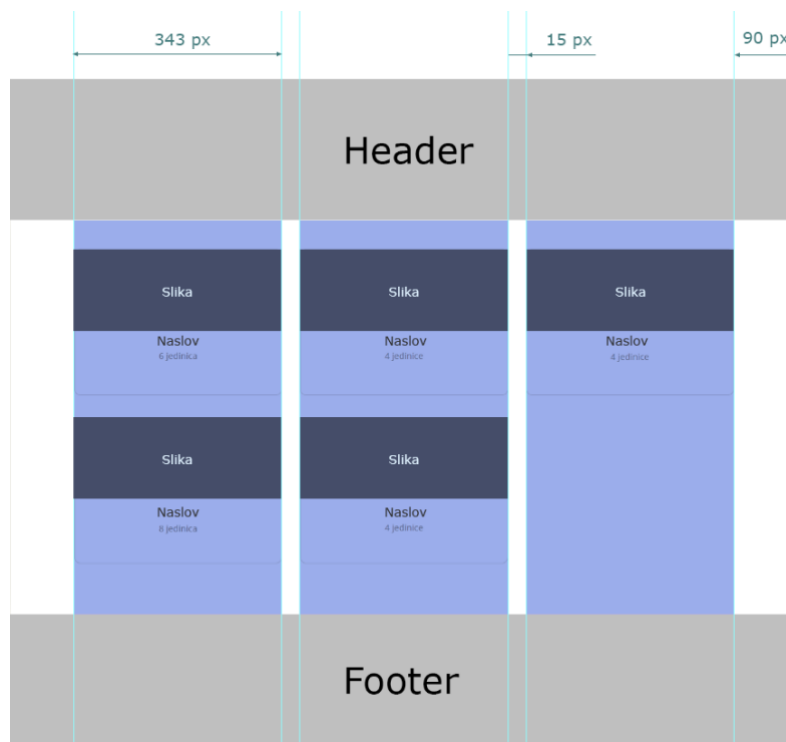 343 px
15 px
90 px
Header
Slika
Slika
Slika
Naslov
Naslov
Naslov
6 jedinica
4 jedinice
4 jedinice
Slika
Slika
Naslov
Naslov
8 jedinica
4 jedinice
Footer